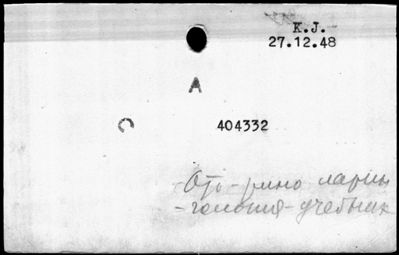 K.J.
27.12.48
A
404332
Ото-рино ларин
-гология-учебник